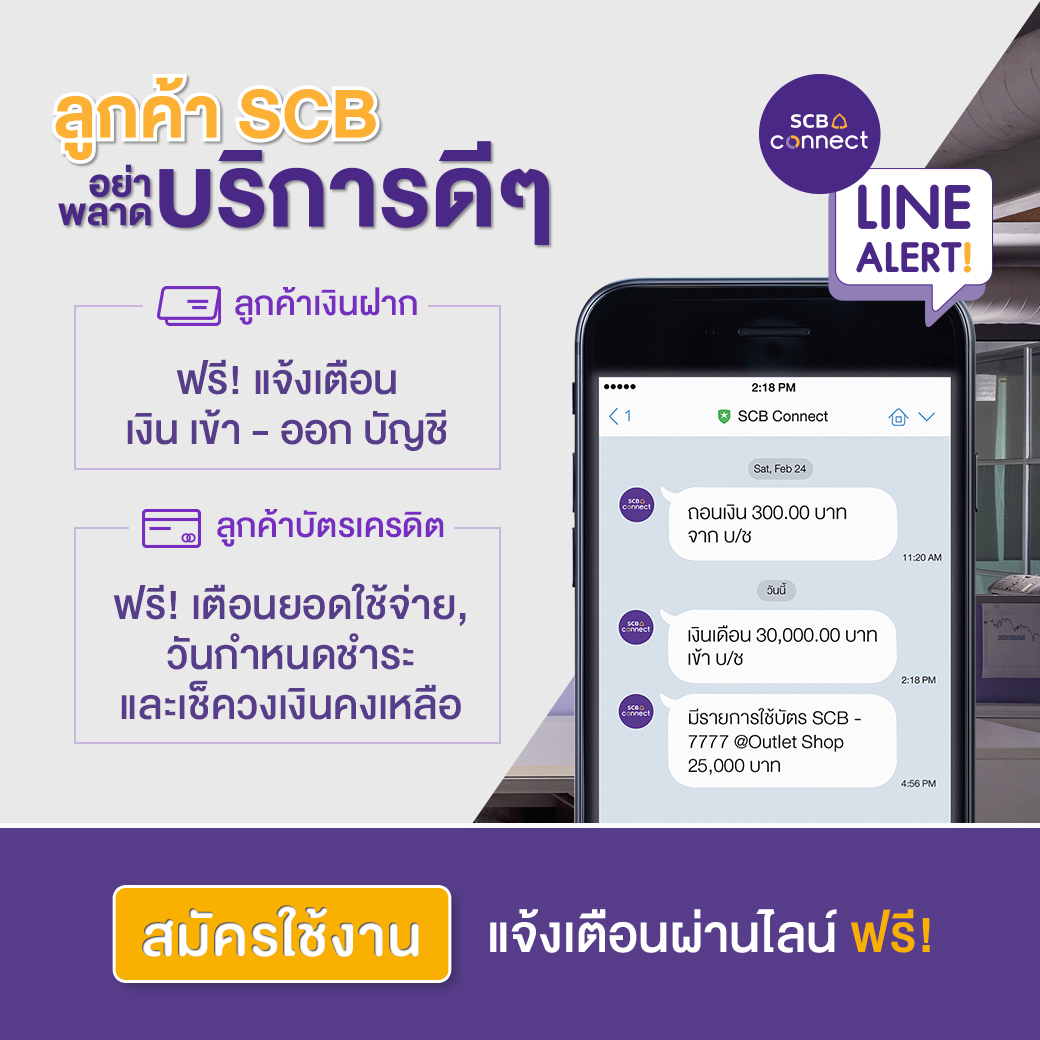 ลูกค้า SCB
อย่า
พลาด
บริการดีๆ
SCB
connect
LINE
ALERT!
ลูกค้าเงินฝาก
ฟรี! แจ้งเตือน
เงิน เข้า - ออก บัญชี
ลูกค้าบัตรเครดิต
ฟรี! เตือนยอดใช้จ่าย,
วันกำหนดชำระ
และเช็ควงเงินคงเหลือ
2:18 PM
1
SCB Connect
Sat, Feb 24
SCB
connect
ถอนเงิน 300.00 บาท
จาก บ/ช
11:20 AM
วันนี้
SCB
connect
เงินเดือน 30,000.00 บาท
เข้า บ/ช
2:18 PM
SCB
connect
มีรายการใช้บัตร SCB -
7777 @Outlet Shop
25,000 บาท
4:56 PM
สมัครใช้งาน
แจ้งเตือนผ่านไลน์ ฟรี!